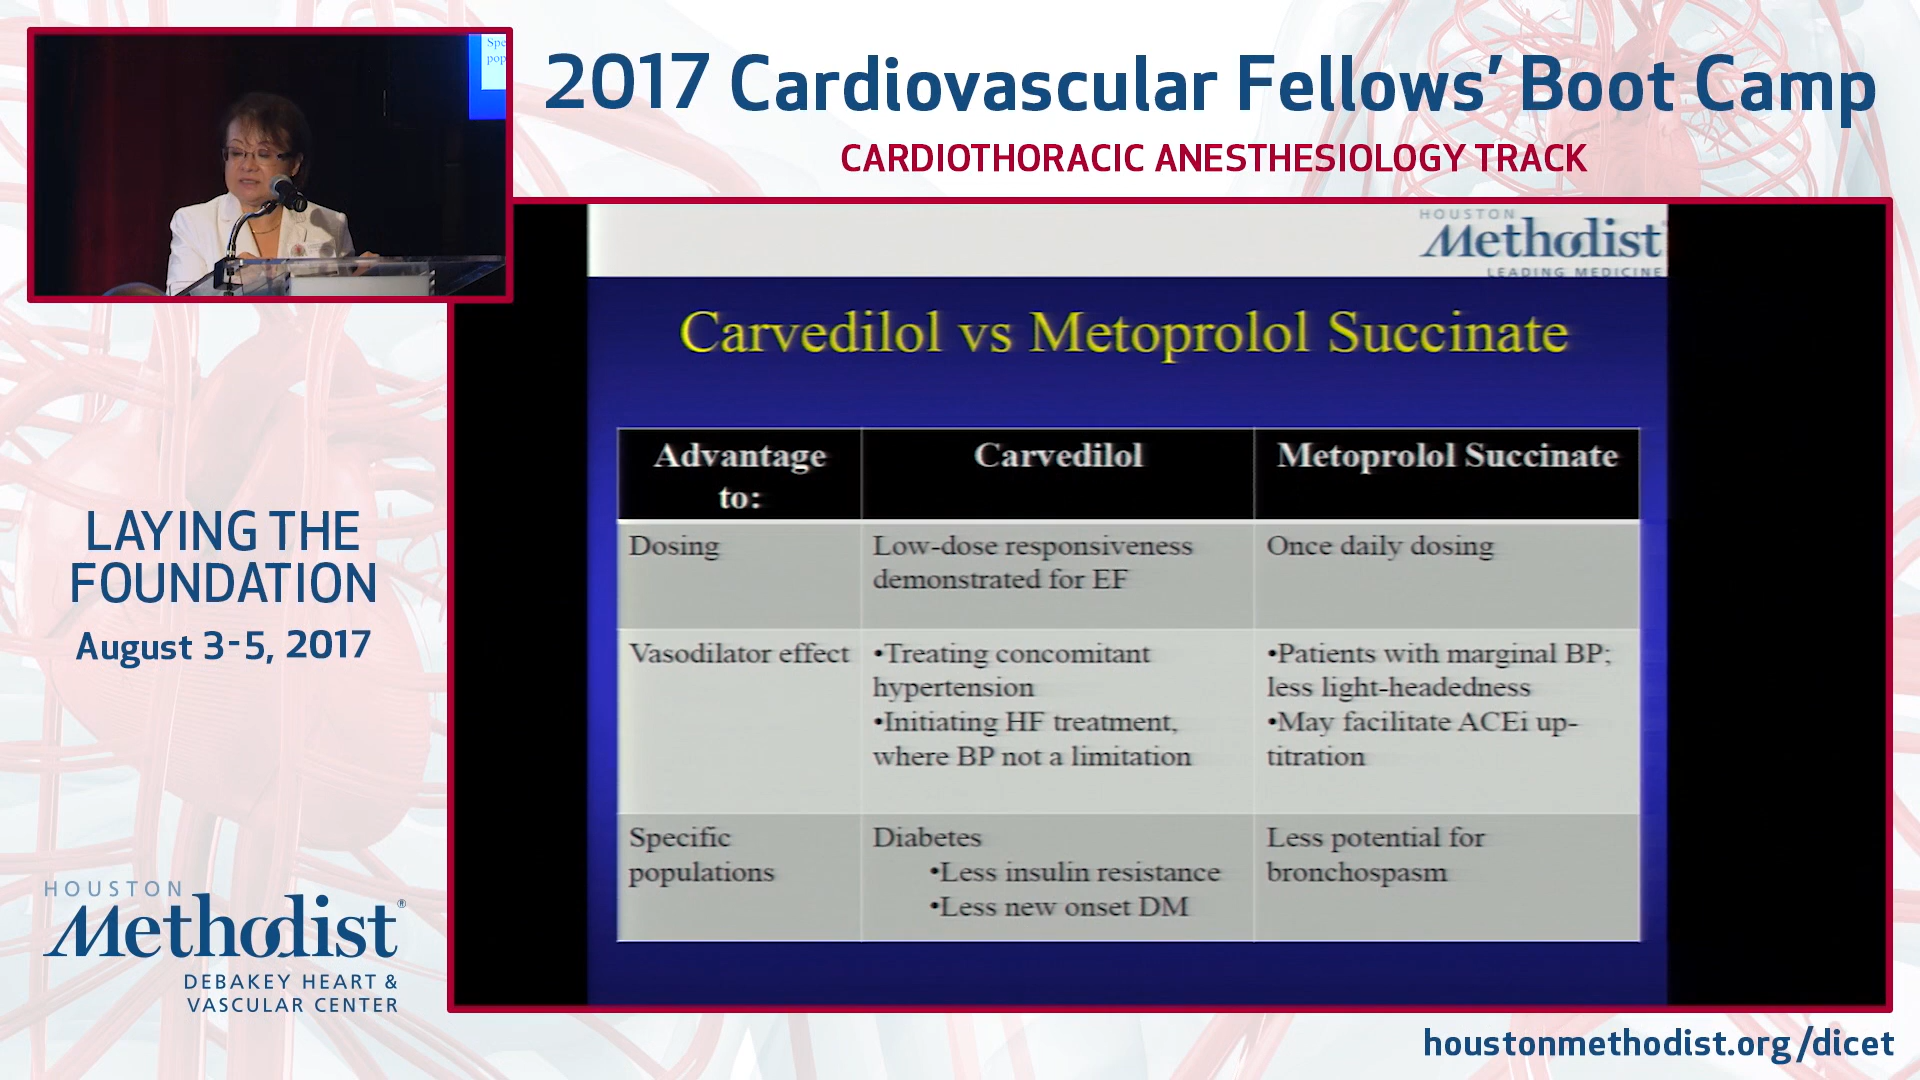 Spe
pop
2017 Cardiovascular Fellows’ Boot Camp
CARDIOTHORACIC ANESTHESIOLOGY TRACK
HOUSTON
Methodist
LEADING MEDICINE
Carvedilol vs Metoprolol Succinate
Advantage
to:
Carvedilol
Metoprolol Succinate
Dosing
Low-dose responsiveness
demonstrated for EF
Once daily dosing
Vasodilator effect
•Treating concomitant
hypertension
•Initiating HF treatment,
where BP not a limitation
•Patients with marginal BP;
less light-headedness
•May facilitate ACEi up-
titration
Specific
populations
Diabetes
•Less insulin resistance
•Less new onset DM
Less potential for
bronchospasm
LAYING THE
FOUNDATION
August 3-5, 2017
HOUSTON
Methodist®
DEBAKEY HEART &
VASCULAR CENTER
houstonmethodist.org/dicet